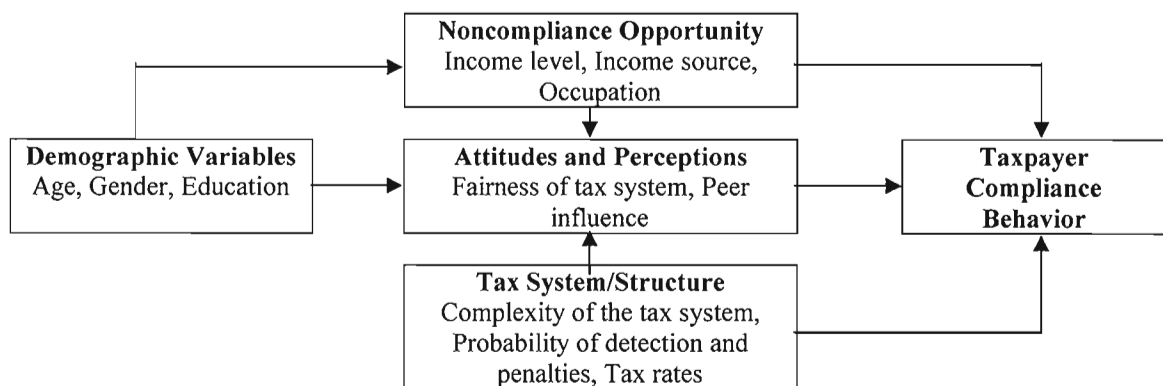 Noncompliance Opportunity
Income level, Income source,
Occupation
Demographic Variables
Age, Gender, Education
Attitudes and Perceptions
Fairness of tax system, Peer
influence
Taxpayer
Compliance
Behavior
Tax System/Structure
Complexity of the tax system,
Probability of detection and
penalties, Tax rates